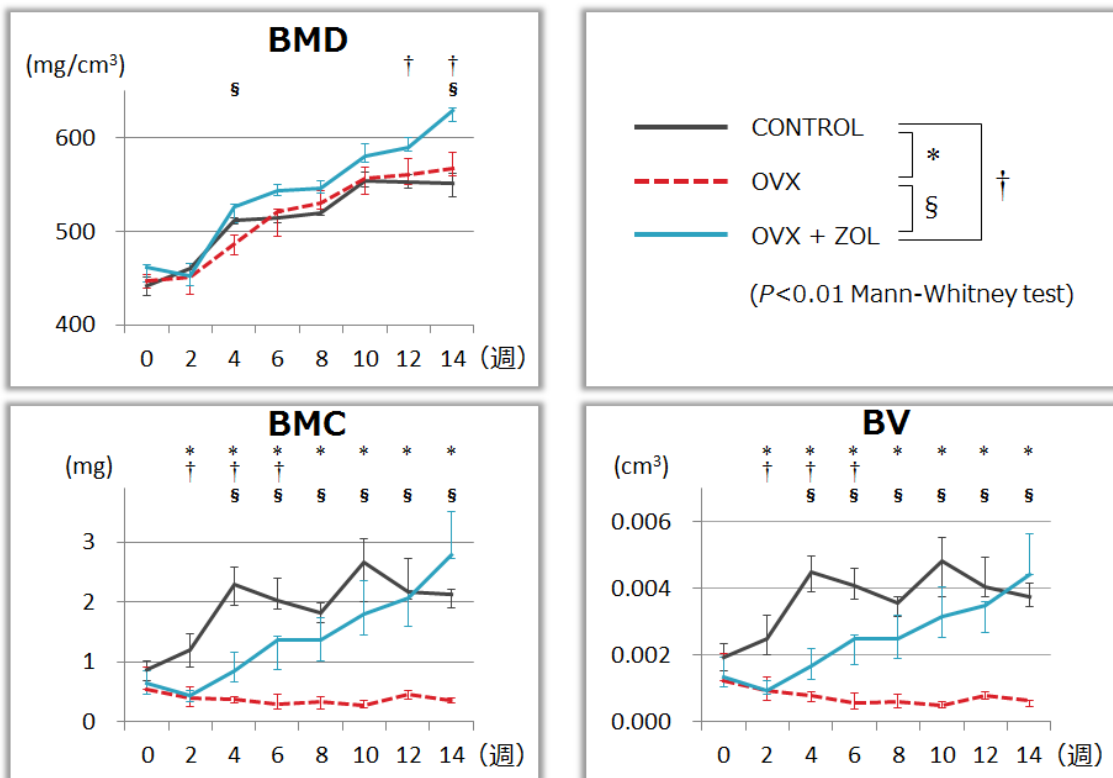 BMD
(mg/cm³)
† †
§ §
600
500
400
0 2 4 6 8 10 12 14 (週)
CONTROL
OVX
OVX + ZOL
*
§
†
(P<0.01 Mann-Whitney test)
BMC
(mg)
* * * * * * *
† † †
§ § § § § §
3
2
1
0
0 2 4 6 8 10 12 14 (週)
BV
(cm³)
* * * * * * *
† † †
§ § § § § §
0.006
0.004
0.002
0.000
0 2 4 6 8 10 12 14 (週)